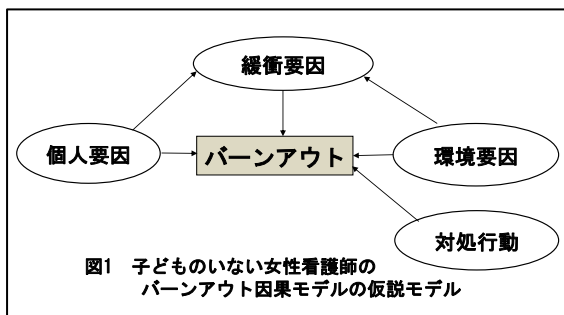 緩衝要因
個人要因
バーンアウト
環境要因
対処行動
図1 子どものいない女性看護師の
バーンアウト因果モデルの仮説モデル